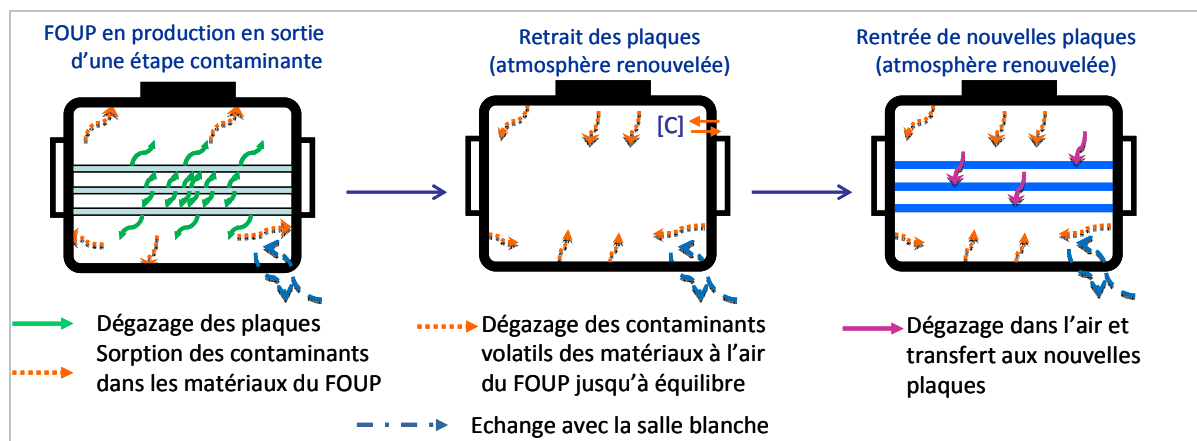 FOUP en production en sortie
d'une étape contaminante
Retrait des plaques
(atmosphère renouvelée)
Rentrée de nouvelles plaques
(atmosphère renouvelée)
[C]
Dégazage des plaques
Sorption des contaminants
dans les matériaux du FOUP
Dégazage des contaminants
volatils des matériaux à l'air
du FOUP jusqu'à équilibre
Dégazage dans l'air et
transfert aux nouvelles
plaques
Echange avec la salle blanche